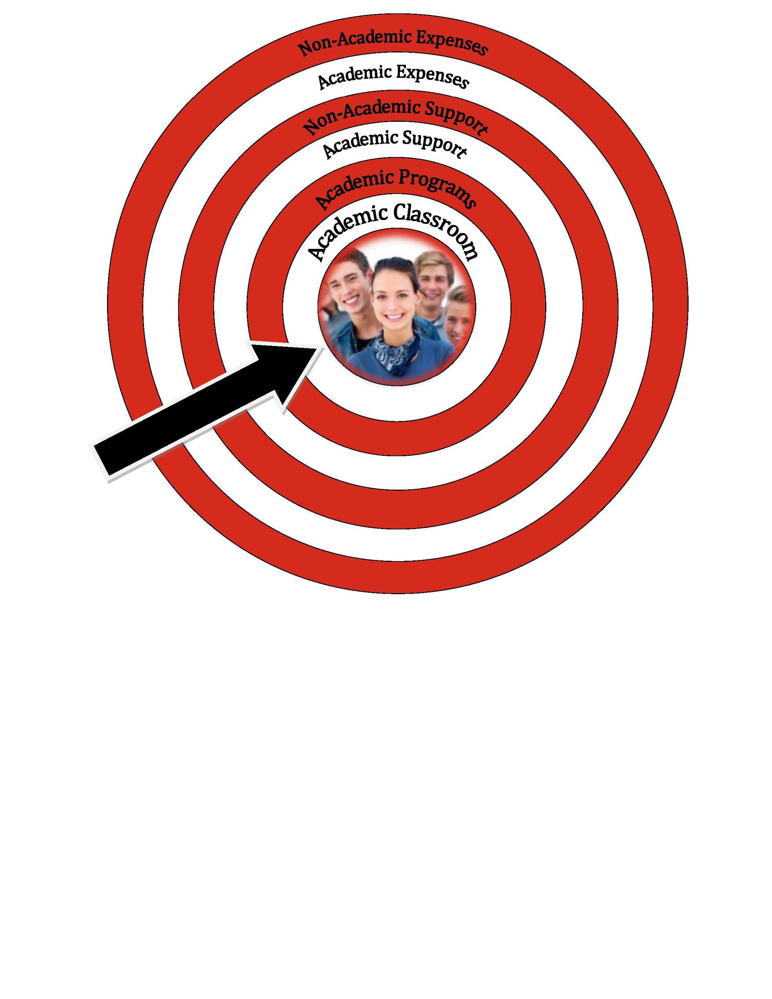 Non-Academic Expenses
Academic Expenses
Non-Academic Support
Academic Support
Academic Programs
Academic Classroom